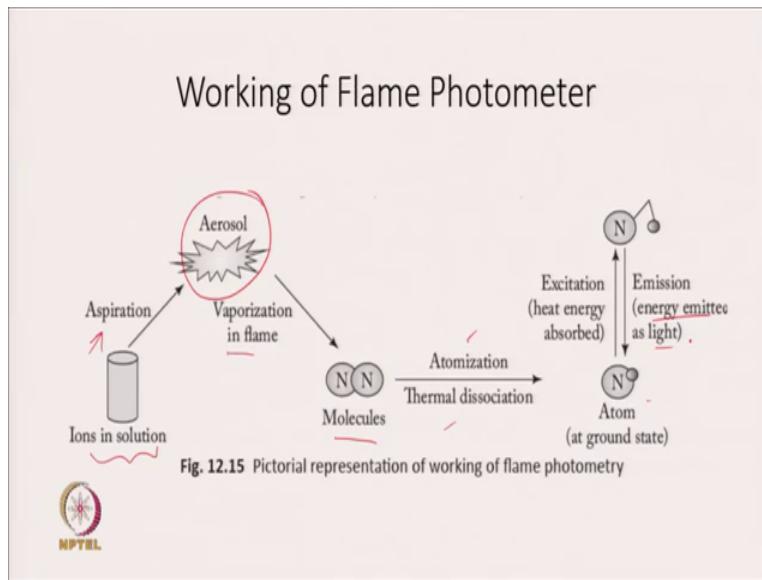 Working of Flame Photometer
Aerosol
Aspiration
Vaporization
in flame
Ions in solution
N N
Molecules
Atomization
Thermal dissociation
N
Excitation
(heat energy
absorbed)
Emission
(energy emitted
as light)
N
Atom
(at ground state)
Fig. 12.15 Pictorial representation of working of flame photometry
NPTEL